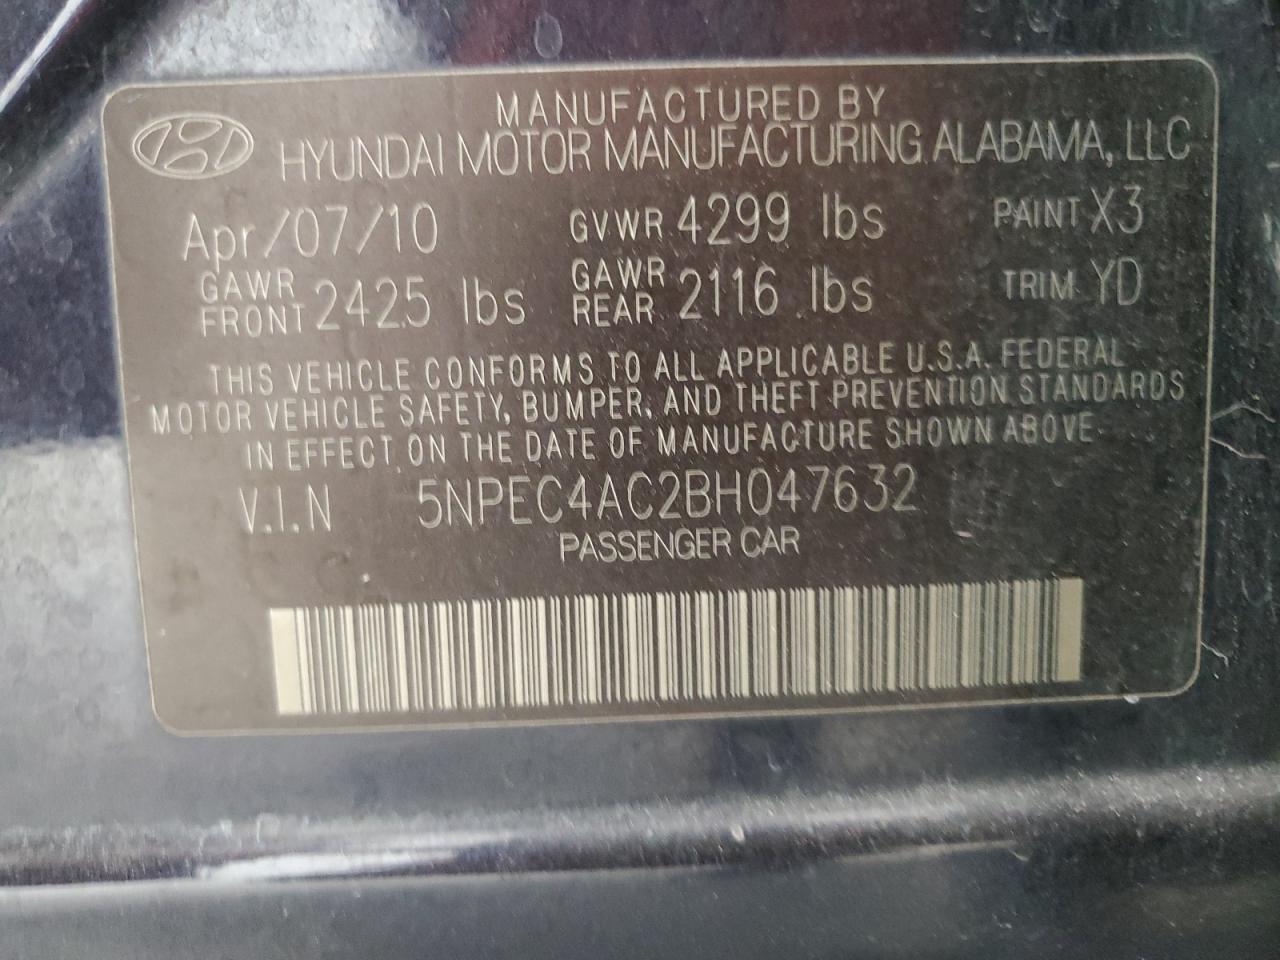 MANUFACTURED BY
HYUNDAI MOTOR MANUFACTURING ALABAMA, LLC
Apr/07/10 GVWR 4299 lbs PAINT X3
GAWR FRONT 2425 lbs GAWR REAR 2116 lbs TRIM YD
THIS VEHICLE CONFORMS TO ALL APPLICABLE U.S.A. FEDERAL
MOTOR VEHICLE SAFETY, BUMPER, AND THEFT PREVENTION STANDARDS
IN EFFECT ON THE DATE OF MANUFACTURE SHOWN ABOVE
V.I.N 5NPEC4AC2BH047632
PASSENGER CAR